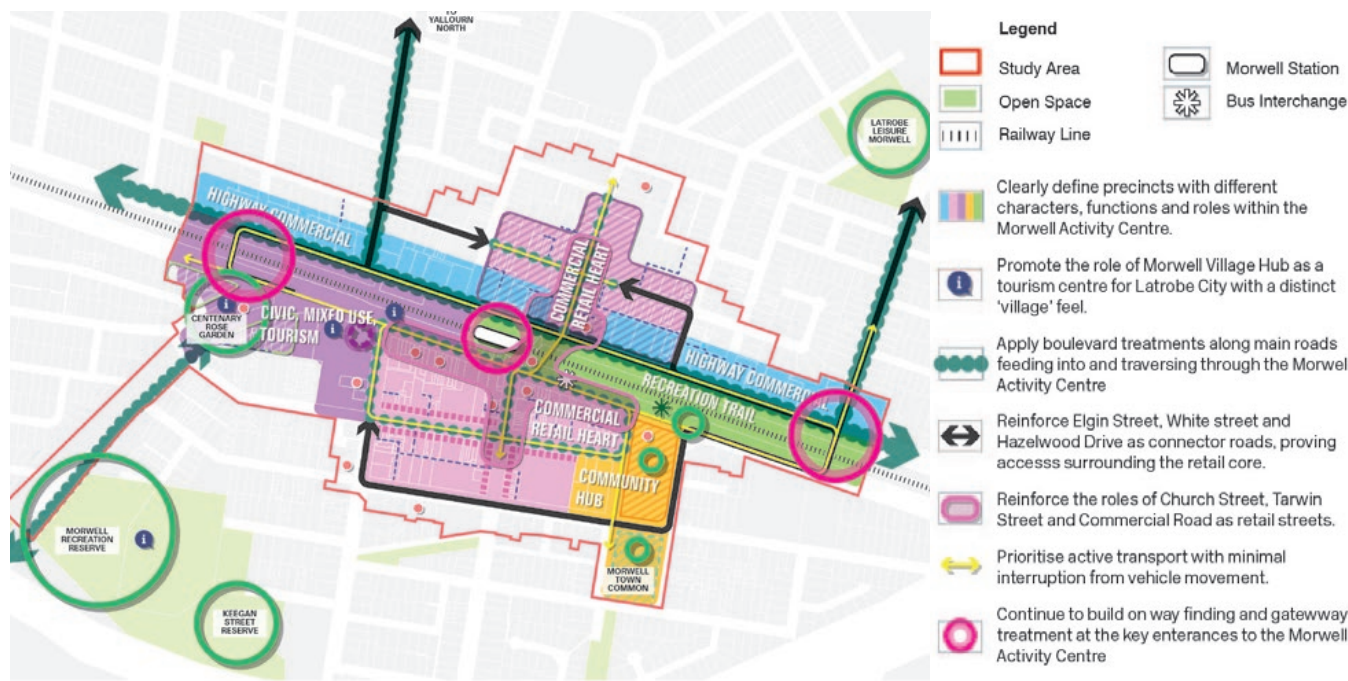 TO
YALLOURN
NORTH
LATROBE
LEISURE
MORWELL
HIGHWAY COMMERCIAL
COMMERCIAL
RETAIL HEART
CENTENARY
ROSE
GARDEN
CIVIC, MIXED USE,
TOURISM
HIGHWAY COMMERCIAL
RECREATION TRAIL
COMMERCIAL
RETAIL HEART
COMMUNITY
HUB
MORWELL
RECREATION
RESERVE
MORWELL
TOWN
COMMON
KEEGAN
STREET
RESERVE
Legend
Study Area
Open Space
Railway Line
Morwell Station
Bus Interchange
Clearly define precincts with different
characters, functions and roles within the
Morwell Activity Centre.
Promote the role of Morwell Village Hub as a
tourism centre for Latrobe City with a distinct
‘village’ feel.
Apply boulevard treatments along main roads
feeding into and traversing through the Morwel
Activity Centre
Reinforce Elgin Street, White street and
Hazelwood Drive as connector roads, proving
accesss surrounding the retail core.
Reinforce the roles of Church Street, Tarwin
Street and Commercial Road as retail streets.
Prioritise active transport with minimal
interruption from vehicle movement.
Continue to build on way finding and gatewway
treatment at the key enterances to the Morwell
Activity Centre